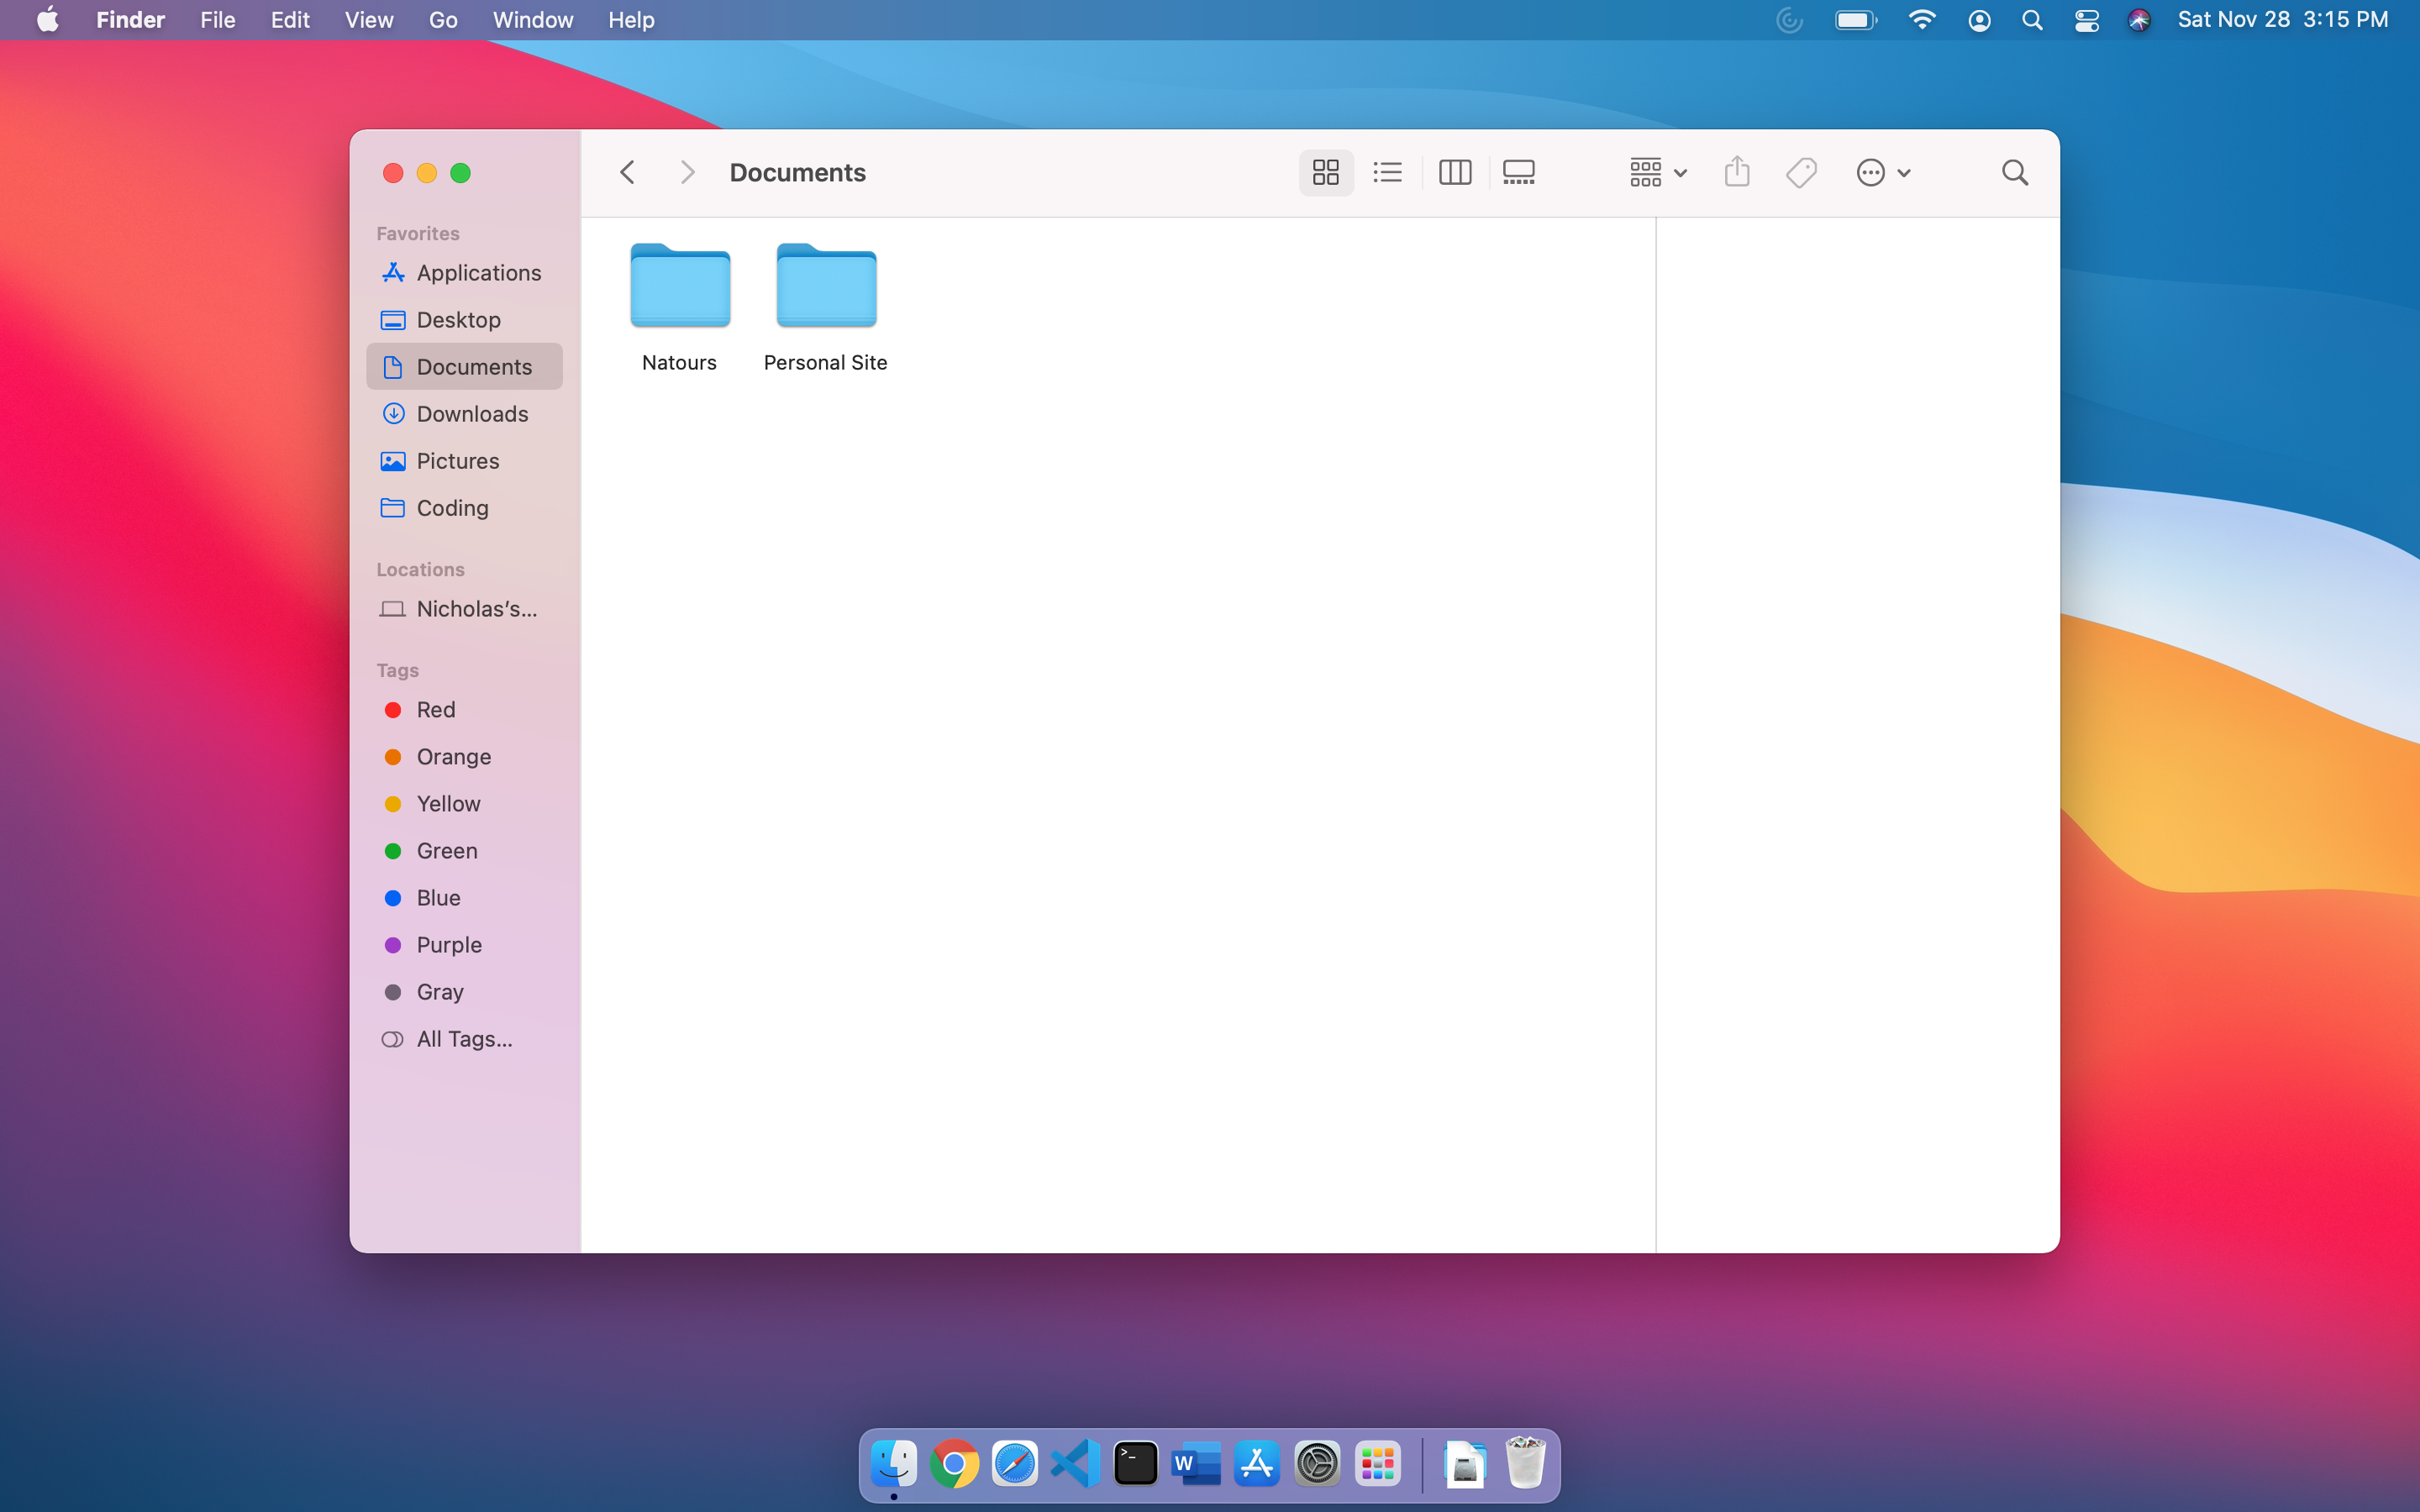 Finder File Edit View Go Window Help Sat Nov 28 3:15 PM
Documents
Favorites
Applications
Desktop
Documents
Downloads
Pictures
Coding
Locations
Nicholas’s...
Tags
Red
Orange
Yellow
Green
Blue
Purple
Gray
All Tags...
Natours Personal Site
>_ W